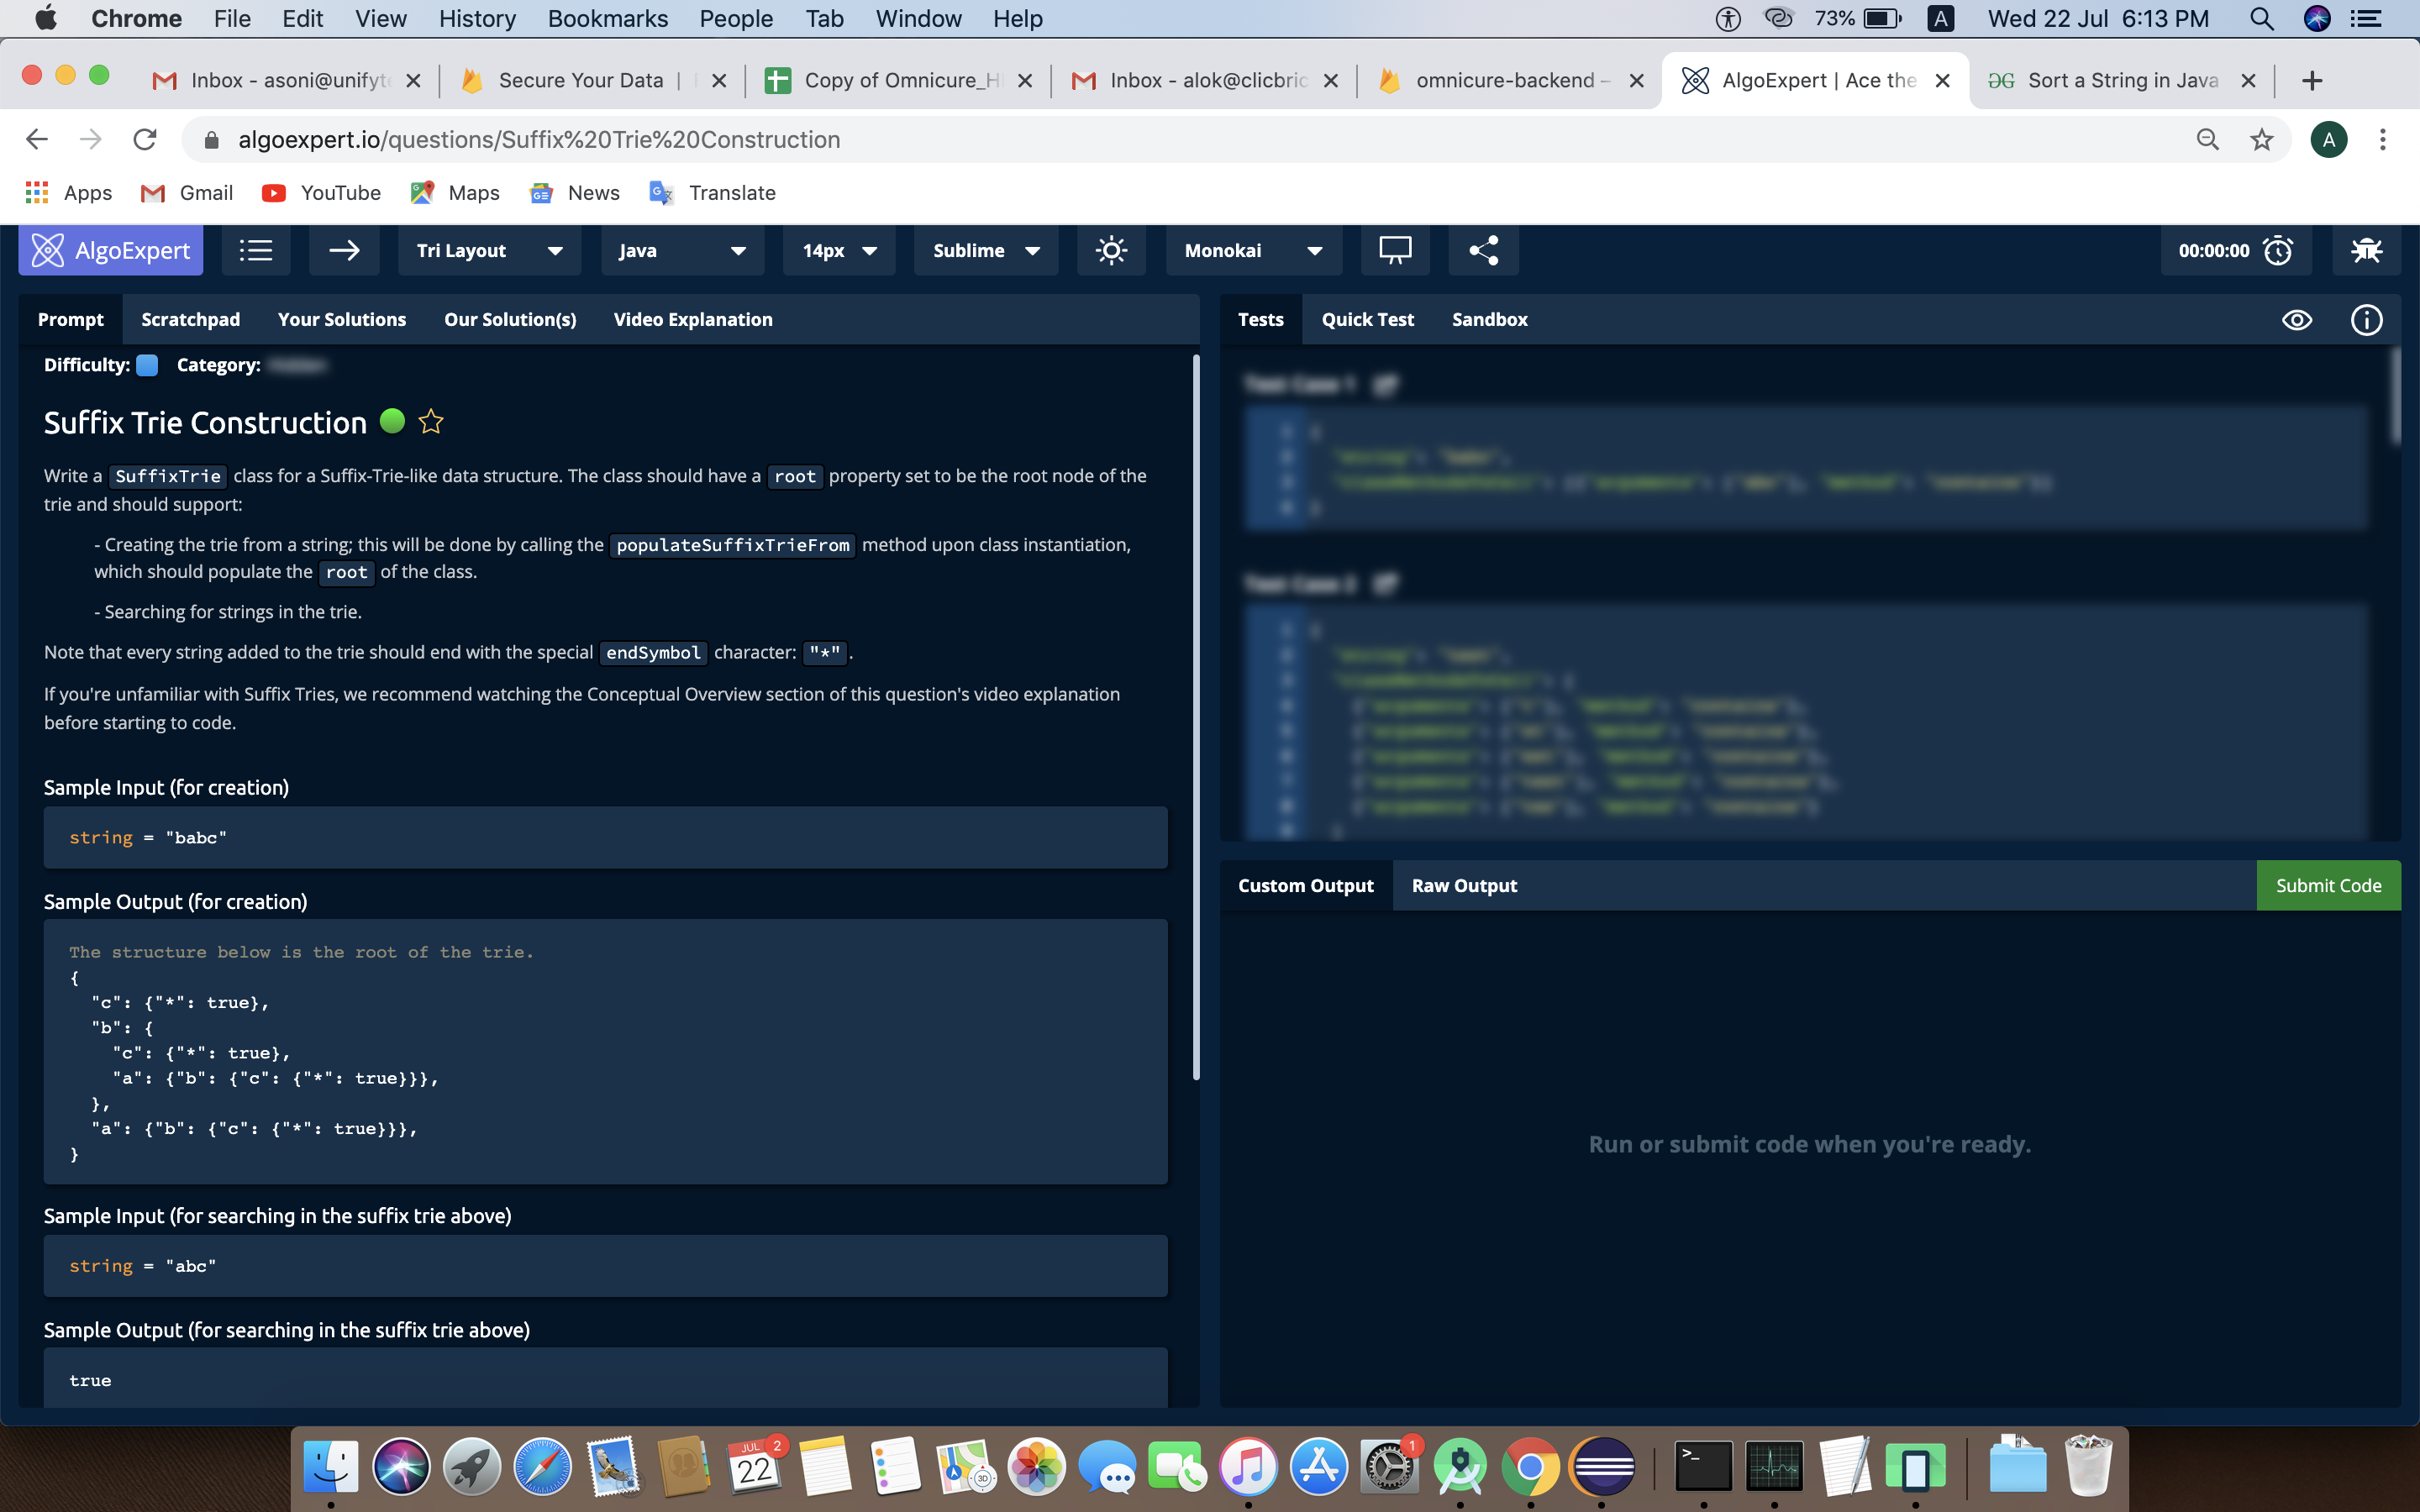 Chrome File Edit View History Bookmarks People Tab Window Help 73% A Wed 22 Jul 6:13 PM
Inbox - asoni@unifyt Secure Your Data | Copy of Omnicure_H Inbox - alok@clicbric omnicure-backend – AlgoExpert | Ace the GG Sort a String in Java
algoexpert.io/questions/Suffix%20Trie%20Construction A
Apps Gmail YouTube Maps News Translate
AlgoExpert Tri Layout Java 14px Sublime Monokai 00:00:00
Prompt Scratchpad Your Solutions Our Solution(s) Video Explanation
Difficulty: Category:
Suffix Trie Construction
Write a SuffixTrie class for a Suffix-Trie-like data structure. The class should have a root property set to be the root node of the
trie and should support:
- Creating the trie from a string; this will be done by calling the populateSuffixTrieFrom method upon class instantiation,
which should populate the root of the class.
- Searching for strings in the trie.
Note that every string added to the trie should end with the special endSymbol character: "*".
If you're unfamiliar with Suffix Tries, we recommend watching the Conceptual Overview section of this question's video explanation
before starting to code.
Sample Input (for creation)
string = "babc"
Sample Output (for creation)
The structure below is the root of the trie.
{
"c": {"*": true},
"b": {
"c": {"*": true},
"a": {"b": {"c": {"*": true}}},
},
"a": {"b": {"c": {"*": true}}},
}
Sample Input (for searching in the suffix trie above)
string = "abc"
Sample Output (for searching in the suffix trie above)
true
Tests Quick Test Sandbox
Custom Output Raw Output Submit Code
Run or submit code when you're ready.
JUL 2
22
3D
1
>_